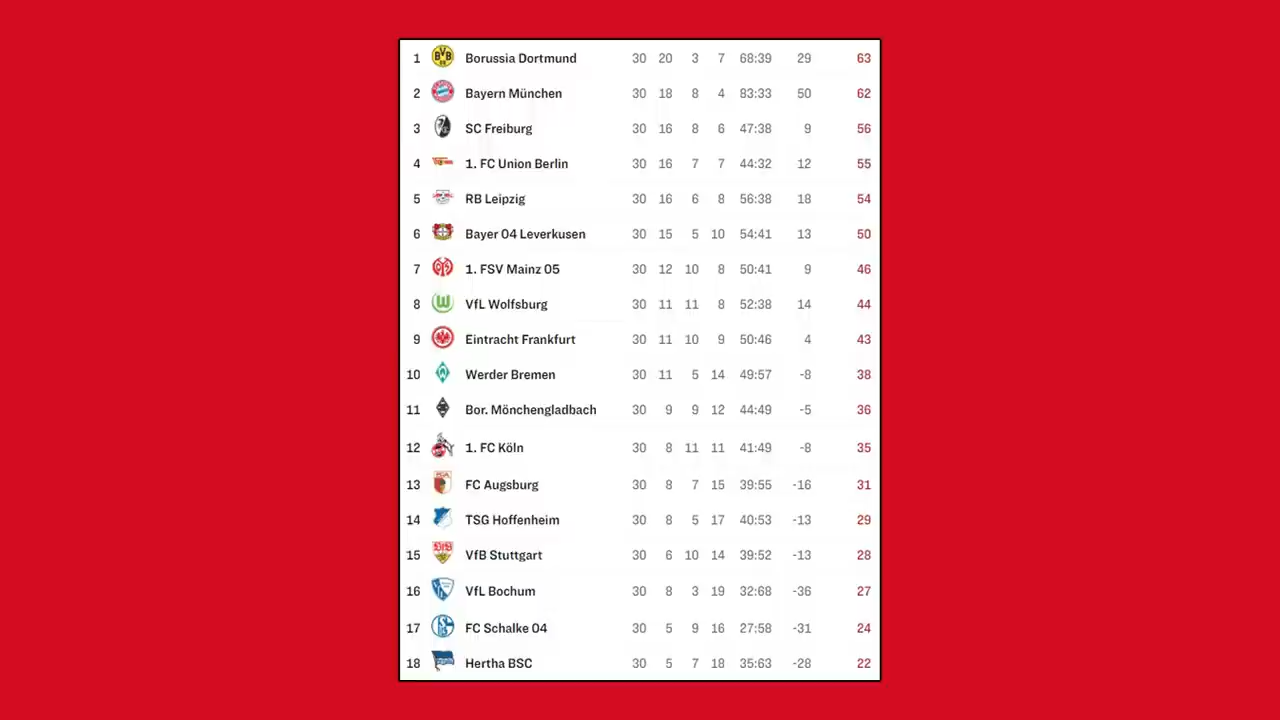 1 BVB 09 Borussia Dortmund 30 20 3 7 68:39 29 63
2 Bayern München 30 18 8 4 83:33 50 62
3 SC Freiburg 30 16 8 6 47:38 9 56
4 1. FC Union Berlin 30 16 7 7 44:32 12 55
5 RB Leipzig 30 16 6 8 56:38 18 54
6 Bayer 04 Leverkusen 30 15 5 10 54:41 13 50
7 1. FSV Mainz 05 30 12 10 8 50:41 9 46
8 W VfL Wolfsburg 30 11 11 8 52:38 14 44
9 Eintracht Frankfurt 30 11 10 9 50:46 4 43
10 W Werder Bremen 30 11 5 14 49:57 -8 38
11 Bor. Mönchengladbach 30 9 9 12 44:49 -5 36
12 1. FC Köln 30 8 11 11 41:49 -8 35
13 FCA FC Augsburg 30 8 7 15 39:55 -16 31
14 TSG Hoffenheim 30 8 5 17 40:53 -13 29
15 VfB VfB Stuttgart 30 6 10 14 39:52 -13 28
16 VfL Bochum 30 8 3 19 32:68 -36 27
17 FC Schalke 04 30 5 9 16 27:58 -31 24
18 Hertha BSC 30 5 7 18 35:63 -28 22